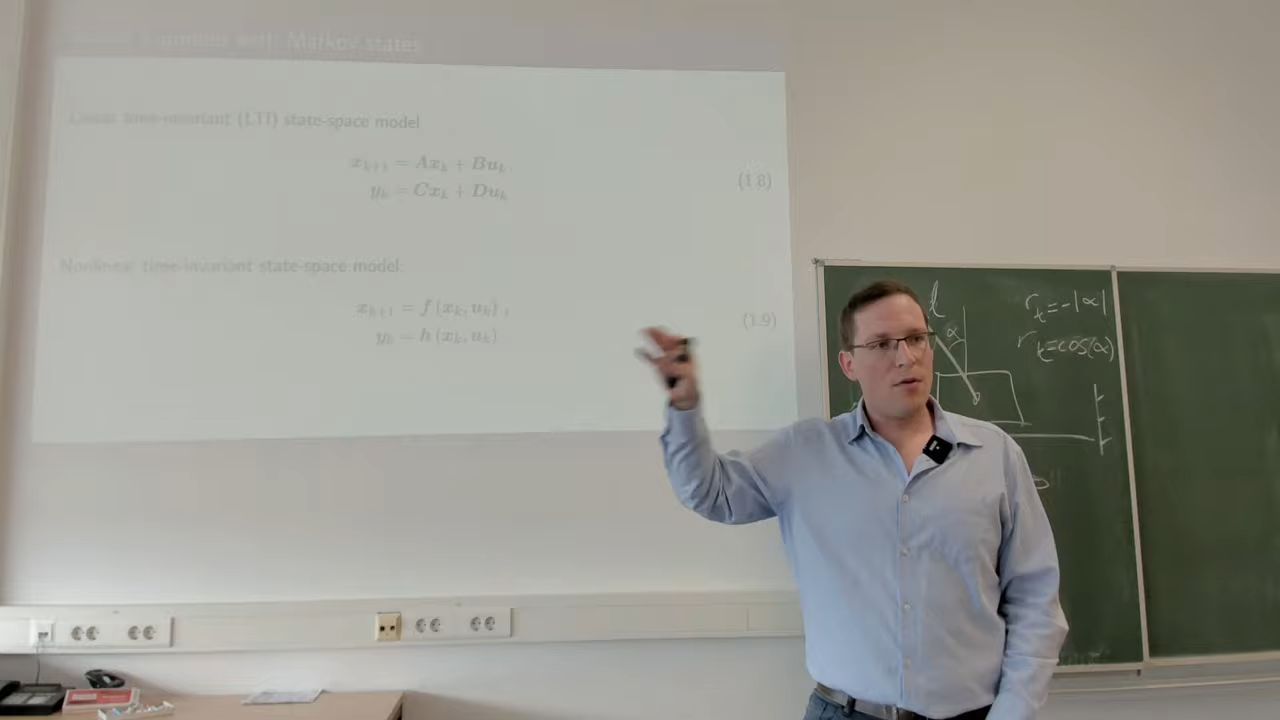 with Markov states
Linear time-invariant (LTI) state-space model
x_{k+1} = Ax_k + Bu_k
y_k = Cx_k + Du_k
(1.8)
Nonlinear time-invariant state-space model:
x_{k+1} = f(x_k, u_k),
y_k = h(x_k, u_k)
(1.9)
r_t = -|α|
r_t = cos(α)
α